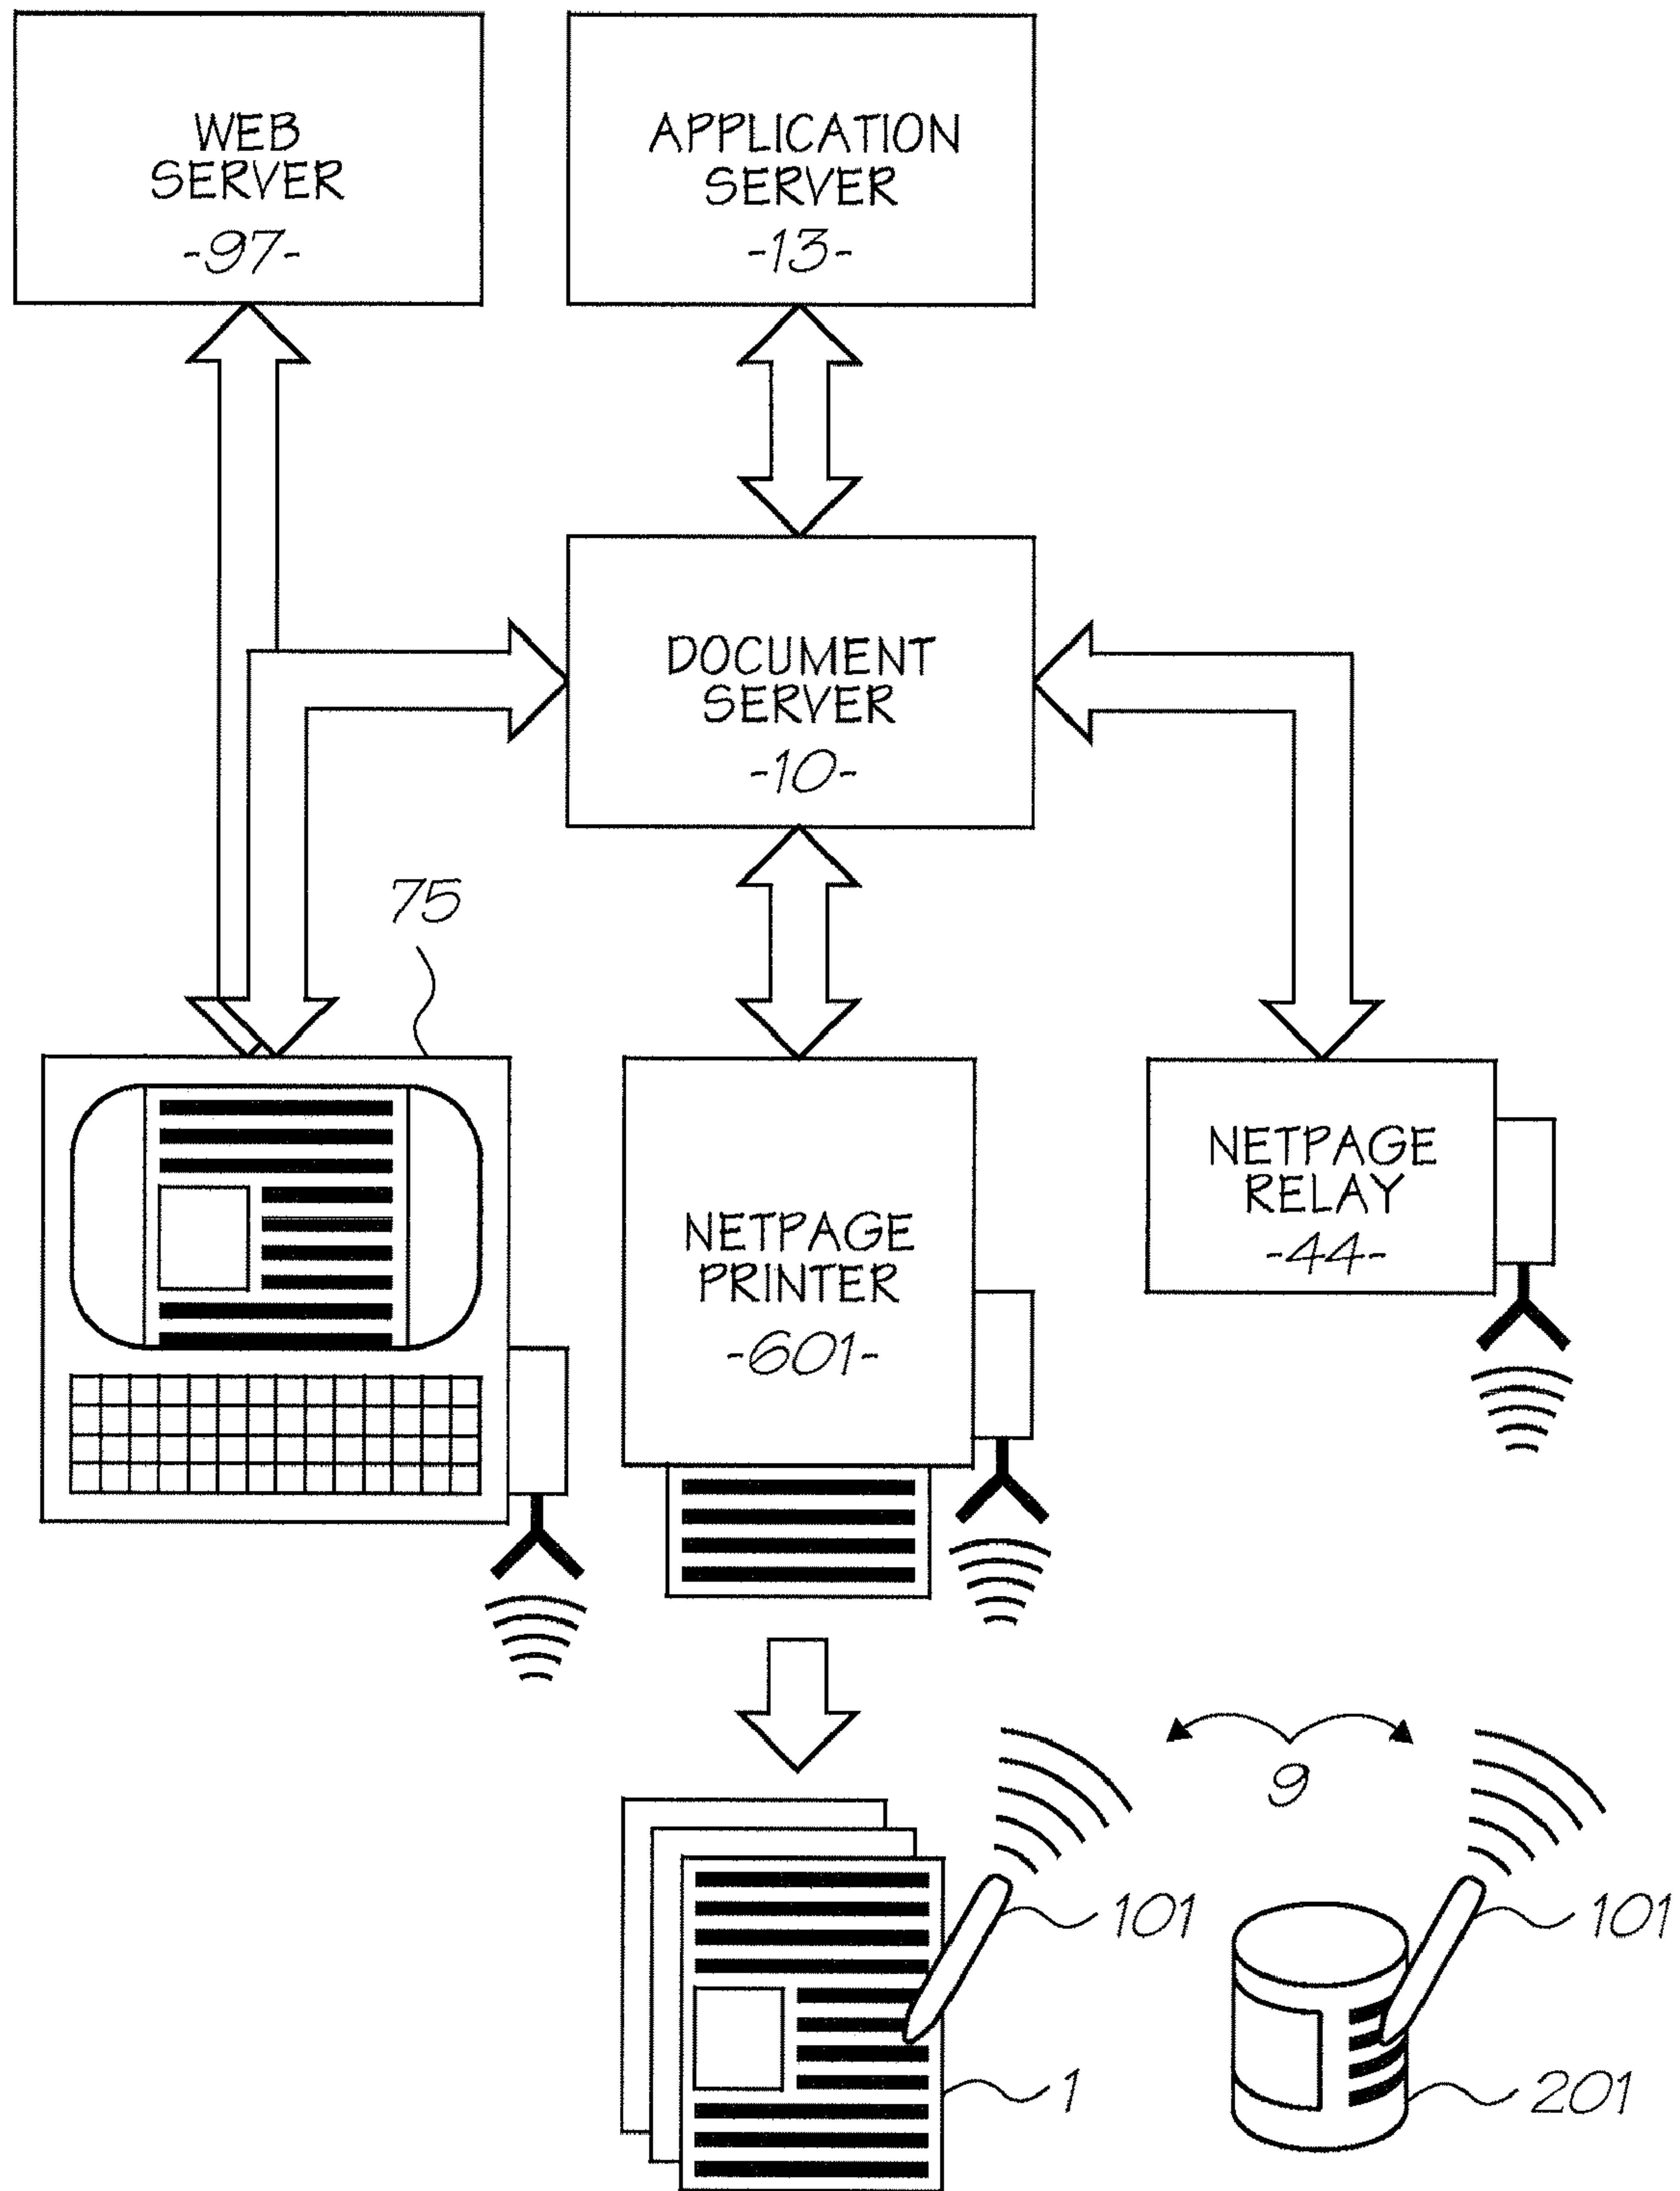 WEB
SERVER
-97-
APPLICATION
SERVER
-13-
DOCUMENT
SERVER
-10-
75
NETPAGE
PRINTER
-601-
NETPAGE
RELAY
-44-
9
101
101
1
201